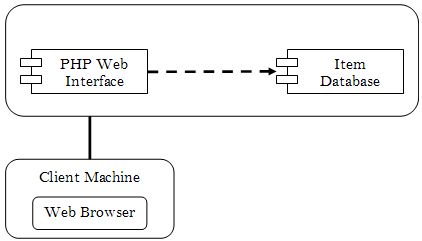 PHP Web
Interface
Item
Database
Client Machine
Web Browser